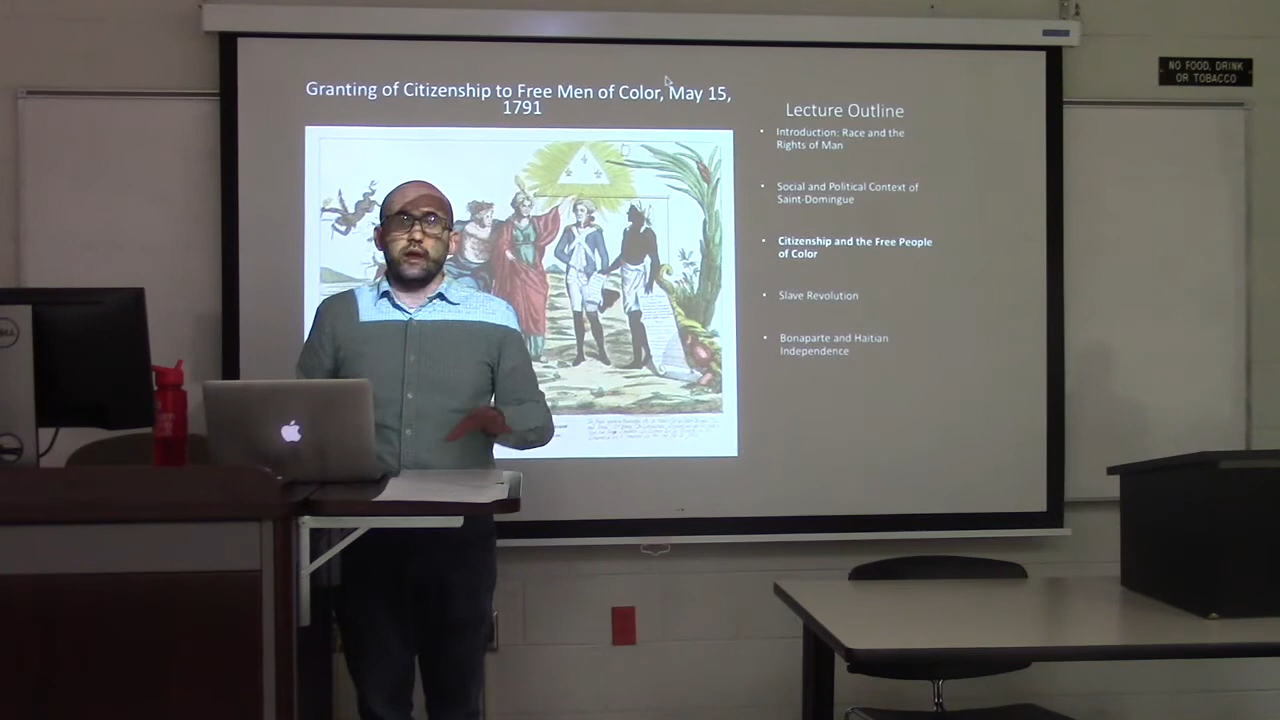 Granting of Citizenship to Free Men of Color, May 15,
1791
Lecture Outline
• Introduction: Race and the
Rights of Man
• Social and Political Context of
Saint-Domingue
• Citizenship and the Free People
of Color
• Slave Revolution
• Bonaparte and Haitian
Independence
NO FOOD, DRINK
OR TOBACCO